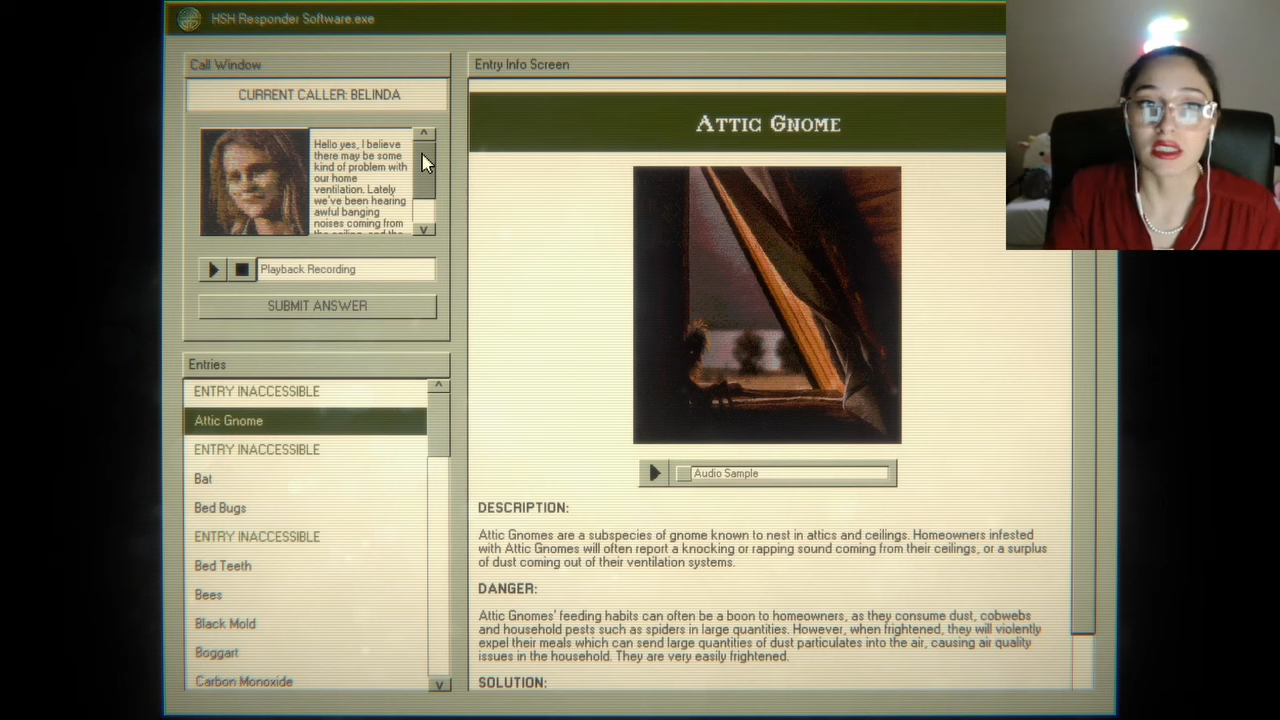 HSH Responder Software.exe
Call Window
CURRENT CALLER: BELINDA
Hello yes, I believe
there may be some
kind of problem with
our home
ventilation. Lately
we've been hearing
awful banging
noises coming from
the ceiling, and the
Playback Recording
SUBMIT ANSWER
Entries
ENTRY INACCESSIBLE
Attic Gnome
ENTRY INACCESSIBLE
Bat
Bed Bugs
ENTRY INACCESSIBLE
Bed Teeth
Bees
Black Mold
Boggart
Carbon Monoxide
Entry Info Screen
ATTIC GNOME
Audio Sample
DESCRIPTION:
Attic Gnomes are a subspecies of gnome known to nest in attics and ceilings. Homeowners infested
with Attic Gnomes will often report a knocking or rapping sound coming from their ceilings, or a surplus
of dust coming out of their ventilation systems.
DANGER:
Attic Gnomes' feeding habits can often be a boon to homeowners, as they consume dust, cobwebs
and household pests such as spiders in large quantities. However, when frightened, they will violently
expel their meals which can send large quantities of dust particulates into the air, causing air quality
issues in the household. They are very easily frightened.
SOLUTION: